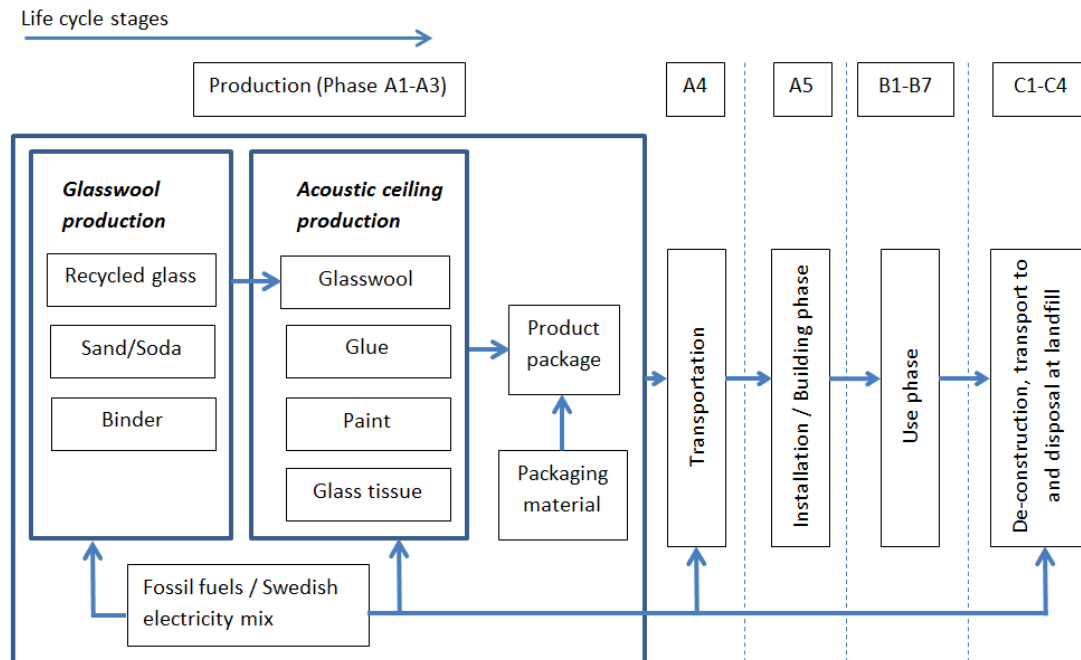 Life cycle stages
Production (Phase A1-A3)
A4
A5
B1-B7
C1-C4
Glasswool
production
Recycled glass
Sand/Soda
Binder
Acoustic ceiling
production
Glasswool
Glue
Paint
Glass tissue
Product
package
Packaging
material
Transportation
Installation / Building phase
Use phase
De-construction, transport to
and disposal at landfill
Fossil fuels / Swedish
electricity mix